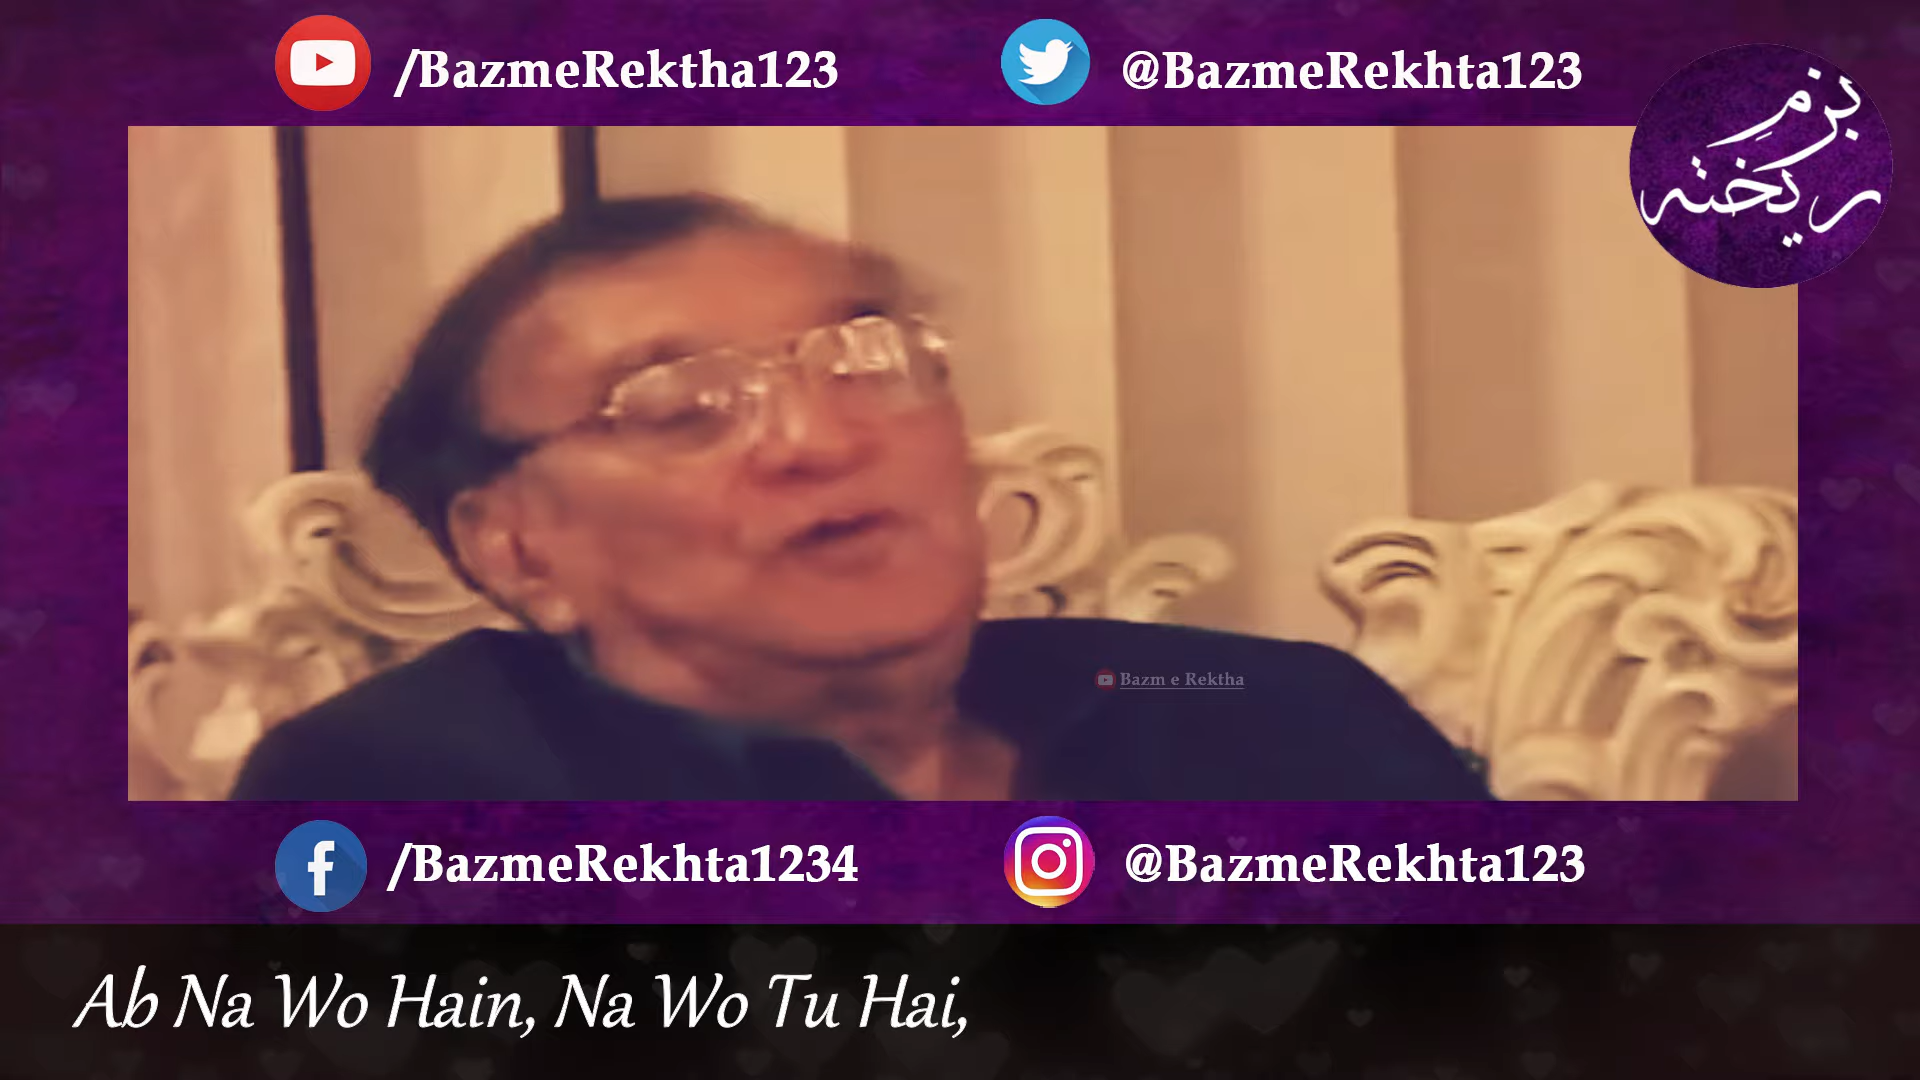 /BazmeRektha123
@BazmeRekhta123
بزمِ
ریختہ
Bazm e Rektha
/BazmeRekhta1234
@BazmeRekhta123
Ab Na Wo Hain, Na Wo Tu Hai,